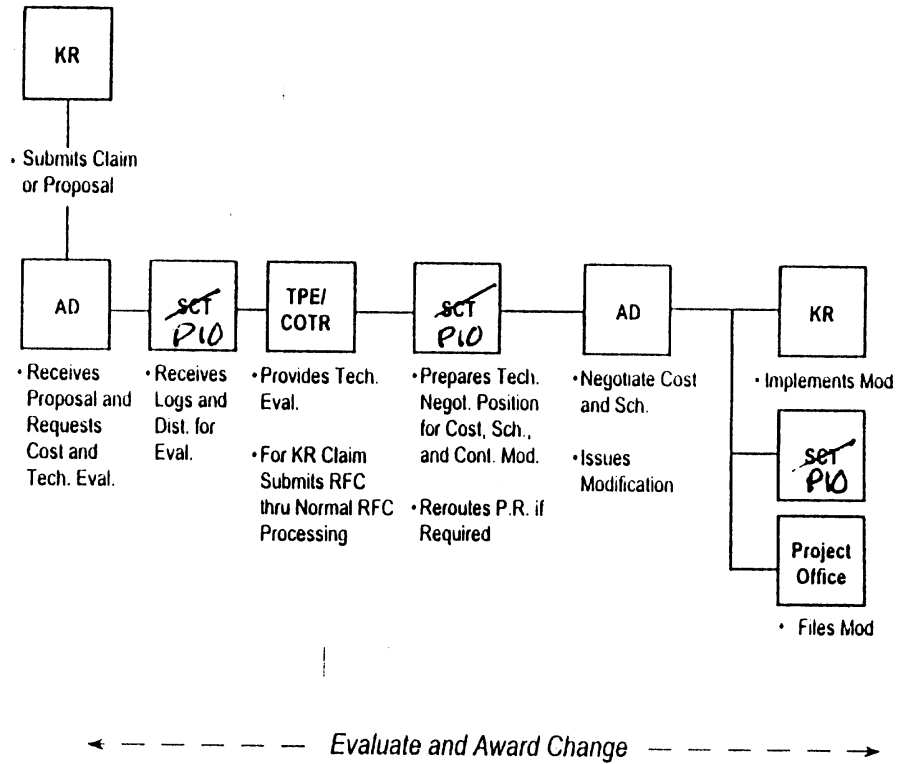 KR
• Submits Claim
or Proposal
AD
SCT
PIO
TPE/
COTR
SCT
PIO
AD
KR
• Receives
Proposal and
Requests
Cost and
Tech. Eval.
• Receives
Logs and
Dist. for
Eval.
• Provides Tech.
Eval.
• For KR Claim
Submits RFC
thru Normal RFC
Processing
• Prepares Tech.
Negot. Position
for Cost, Sch.,
and Cont. Mod.
• Reroutes P.R. if
Required
• Negotiate Cost
and Sch.
• Issues
Modification
• Implements Mod
SCT
PIO
Project
Office
• Files Mod
Evaluate and Award Change